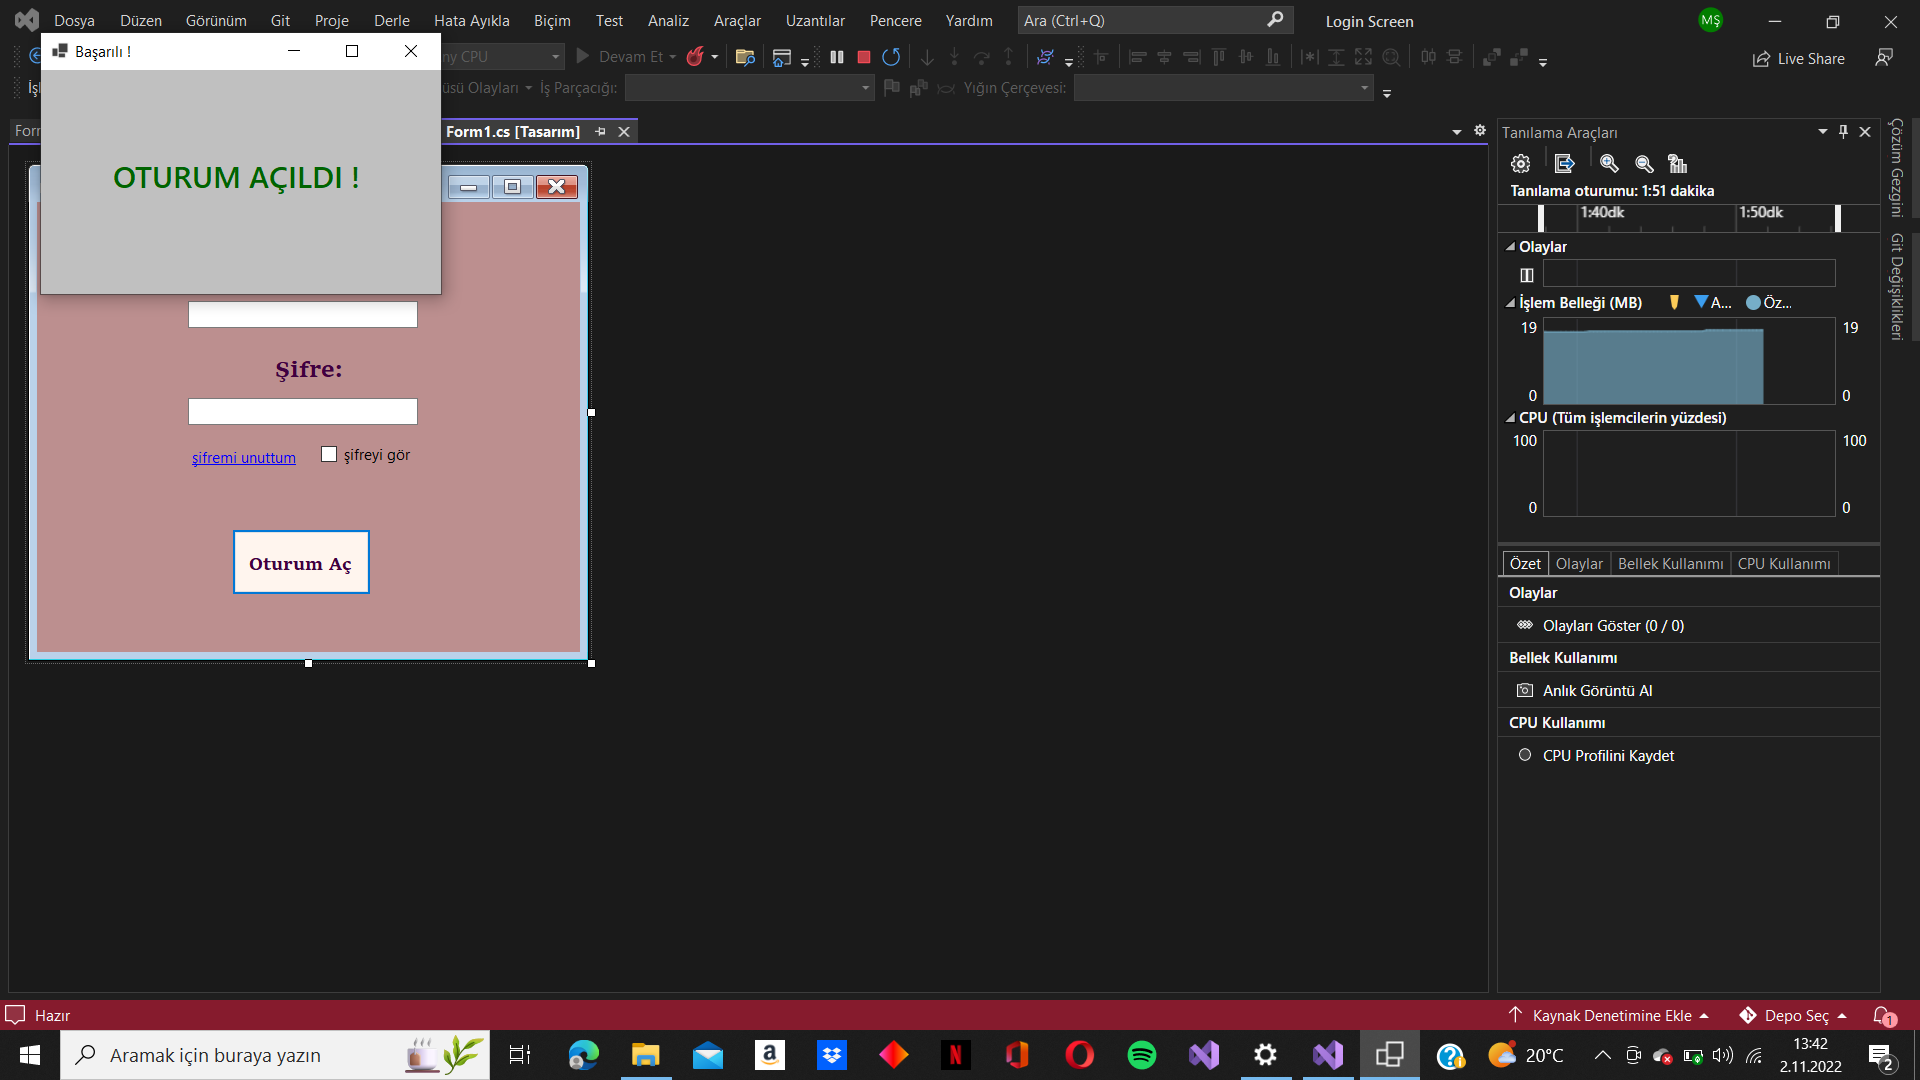 Dosya Düzen Görünüm Git Proje Derle Hata Ayıkla Biçim Test Analiz Araçlar Uzantılar Pencere Yardım Ara (Ctrl+Q) Login Screen MŞ
Başarılı !
ny CPU Devam Et Live Share
İşl üsü Olayları İş Parçacığı: Yığın Çerçevesi:
Form Form1.cs [Tasarım]
OTURUM AÇILDI !
Şifre:
şifremi unuttum şifreyi gör
Oturum Aç
Tanılama Araçları
Tanılama oturumu: 1:51 dakika
1:40dk 1:50dk
Olaylar
İşlem Belleği (MB) A... Öz...
19 19
0 0
CPU (Tüm işlemcilerin yüzdesi)
100 100
0 0
Özet Olaylar Bellek Kullanımı CPU Kullanımı
Olaylar
Olayları Göster (0 / 0)
Bellek Kullanımı
Anlık Görüntü Al
CPU Kullanımı
CPU Profilini Kaydet
Çözüm Gezgini
Git Değişiklikleri
Hazır Kaynak Denetimine Ekle Depo Seç 1
Aramak için buraya yazın 20°C 13:42
2.11.2022 2